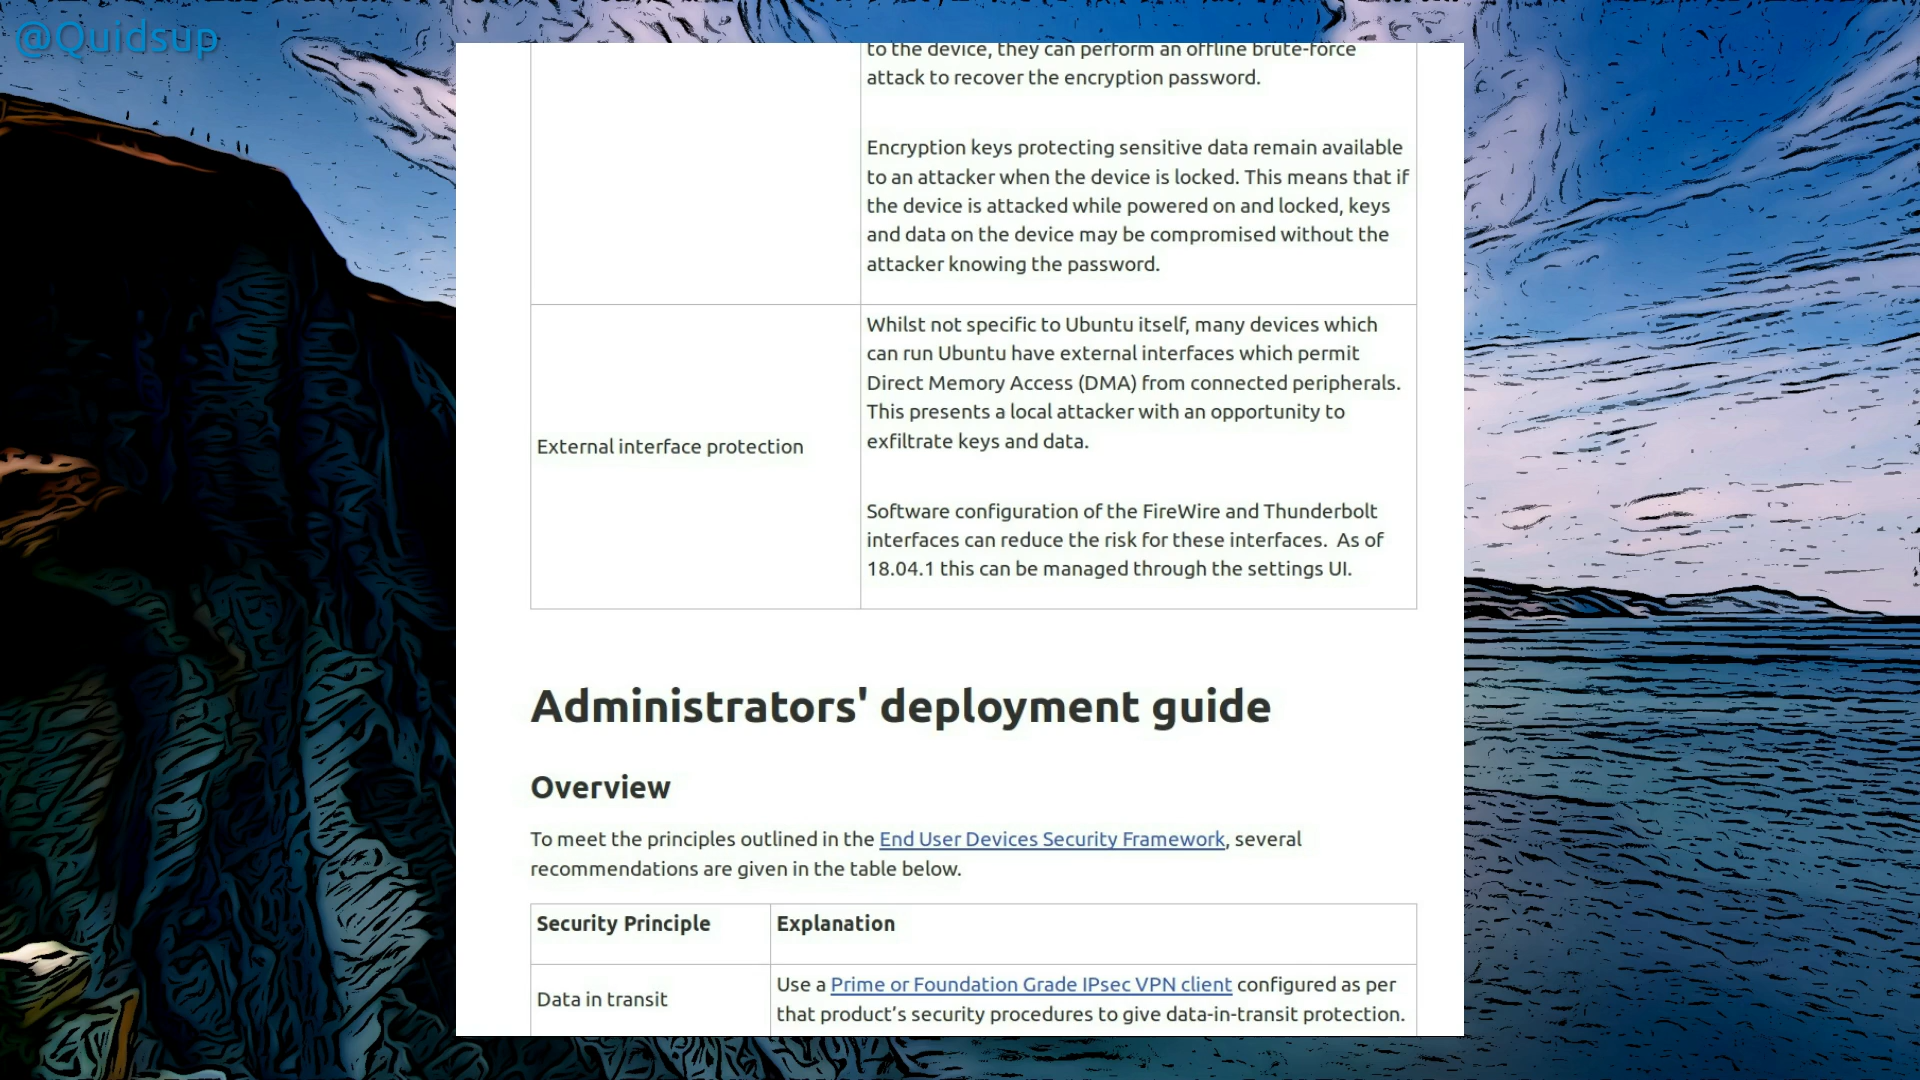 @Quidsup
to the device, they can perform an offline brute-force
attack to recover the encryption password.
Encryption keys protecting sensitive data remain available
to an attacker when the device is locked. This means that if
the device is attacked while powered on and locked, keys
and data on the device may be compromised without the
attacker knowing the password.
External interface protection
Whilst not specific to Ubuntu itself, many devices which
can run Ubuntu have external interfaces which permit
Direct Memory Access (DMA) from connected peripherals.
This presents a local attacker with an opportunity to
exfiltrate keys and data.
Software configuration of the FireWire and Thunderbolt
interfaces can reduce the risk for these interfaces.  As of
18.04.1 this can be managed through the settings UI.
Administrators' deployment guide
Overview
To meet the principles outlined in the End User Devices Security Framework, several
recommendations are given in the table below.
Security Principle
Explanation
Data in transit
Use a Prime or Foundation Grade IPsec VPN client configured as per
that product’s security procedures to give data-in-transit protection.